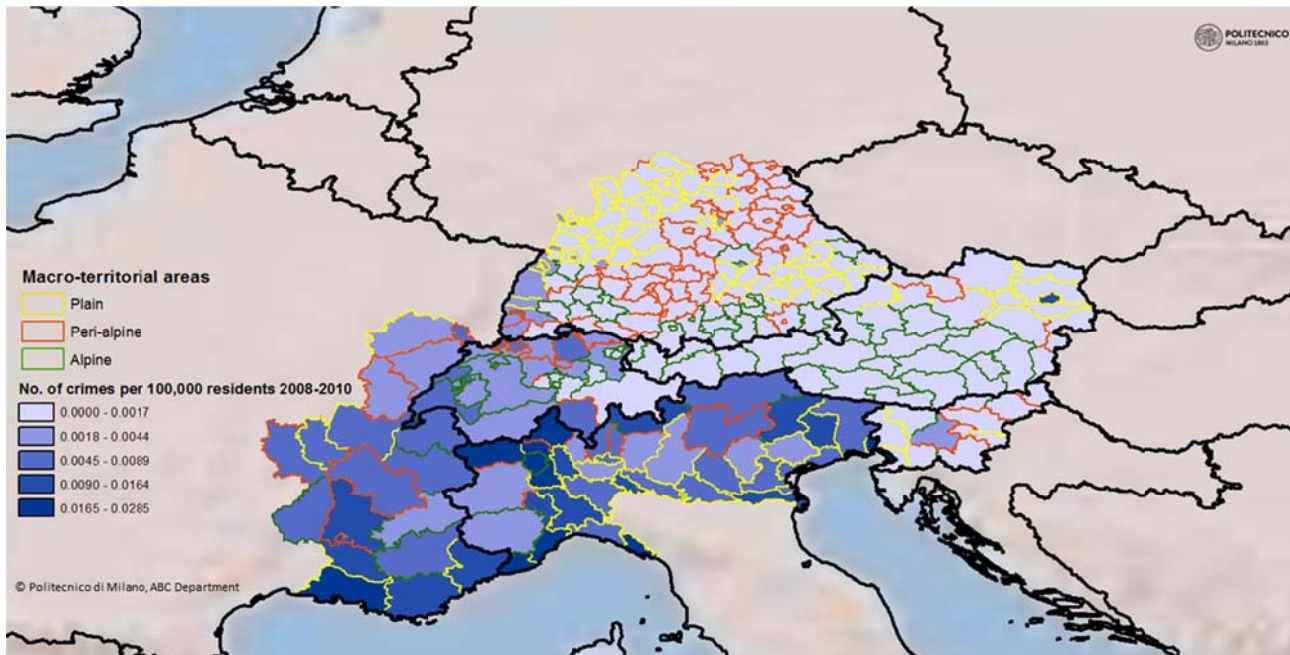 POLITECNICO
MILANO 1863
Macro-territorial areas
Plain
Peri-alpine
Alpine
No. of crimes per 100,000 residents 2008-2010
0.0000 - 0.0017
0.0018 - 0.0044
0.0045 - 0.0089
0.0090 - 0.0164
0.0165 - 0.0285
© Politecnico di Milano, ABC Department